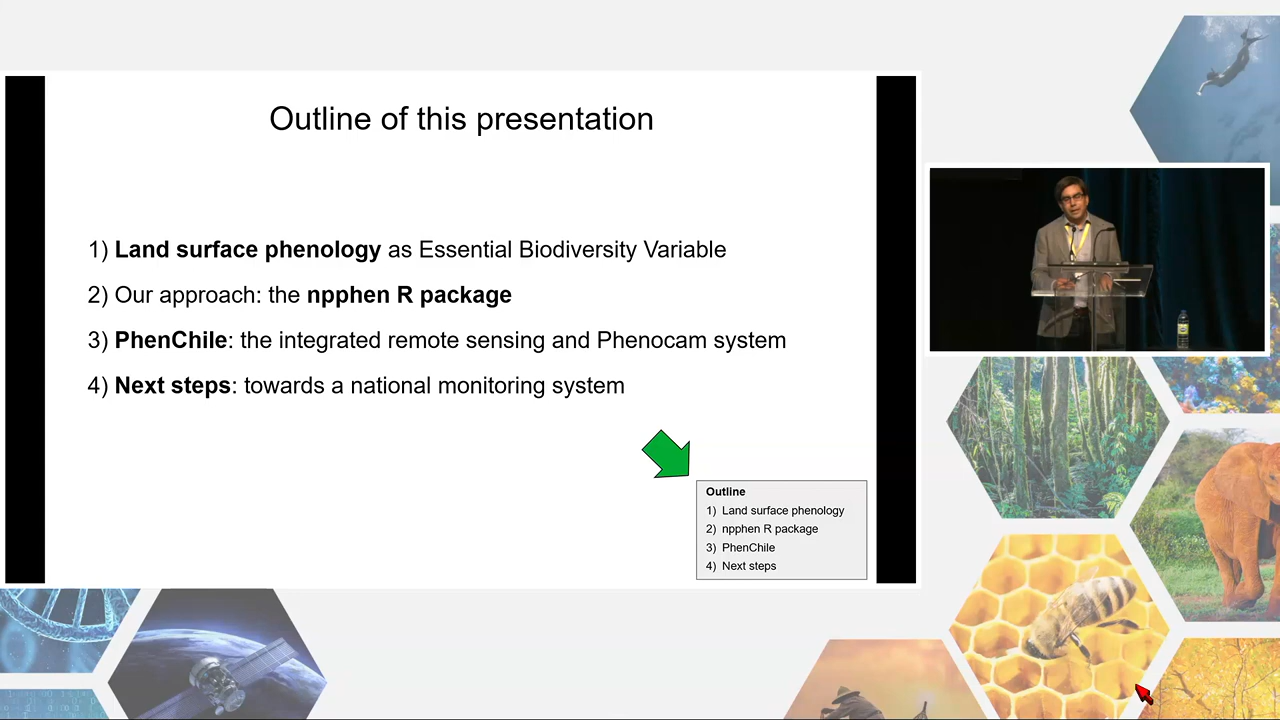 Outline of this presentation
1) Land surface phenology as Essential Biodiversity Variable
2) Our approach: the npphen R package
3) PhenChile: the integrated remote sensing and Phenocam system
4) Next steps: towards a national monitoring system
Outline
1) Land surface phenology
2) npphen R package
3) PhenChile
4) Next steps